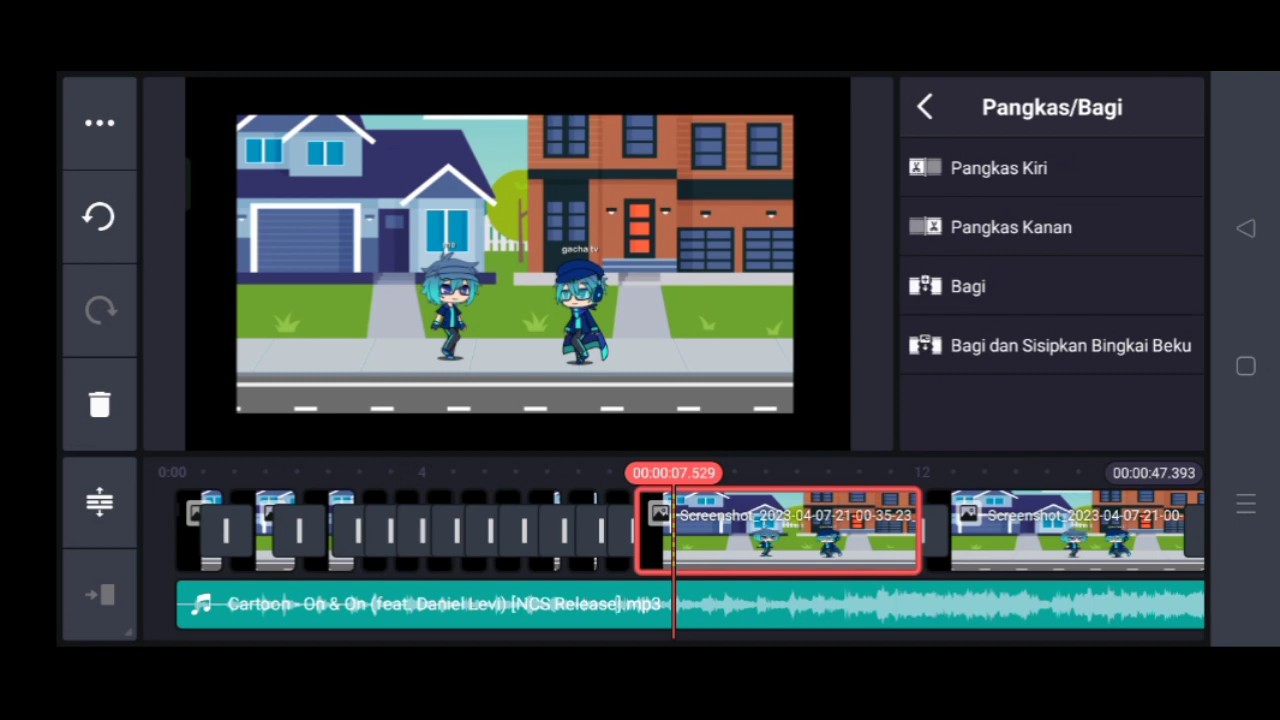 Pangkas/Bagi
Pangkas Kiri
Pangkas Kanan
Bagi
Bagi dan Sisipkan Bingkai Beku
gacha tv
0:00
4
00:00:07.529
12
00:00:47.393
Screenshot_2023-04-07-21-00-35-23
Screenshot_2023-04-07-21-00-
Cartoon - On & On (feat. Daniel Levi) [NCS Release].mp3